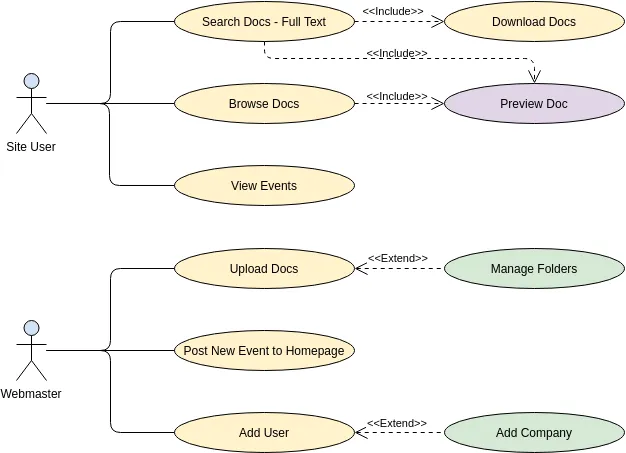 Search Docs - Full Text
<<Include>>
Download Docs
<<Include>>
Site User
Browse Docs
<<Include>>
Preview Doc
View Events
Upload Docs
<<Extend>>
Manage Folders
Webmaster
Post New Event to Homepage
Add User
<<Extend>>
Add Company